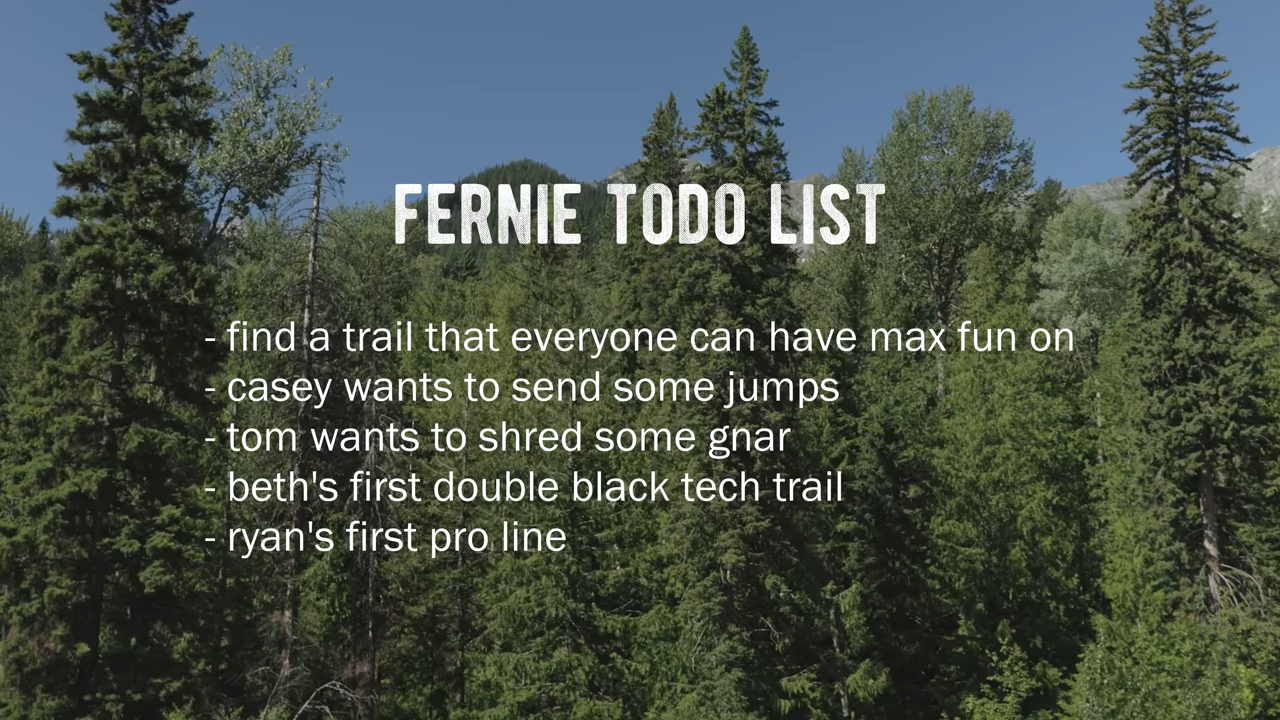 FERNIE TODO LIST
- find a trail that everyone can have max fun on
- casey wants to send some jumps
- tom wants to shred some gnar
- beth's first double black tech trail
- ryan's first pro line